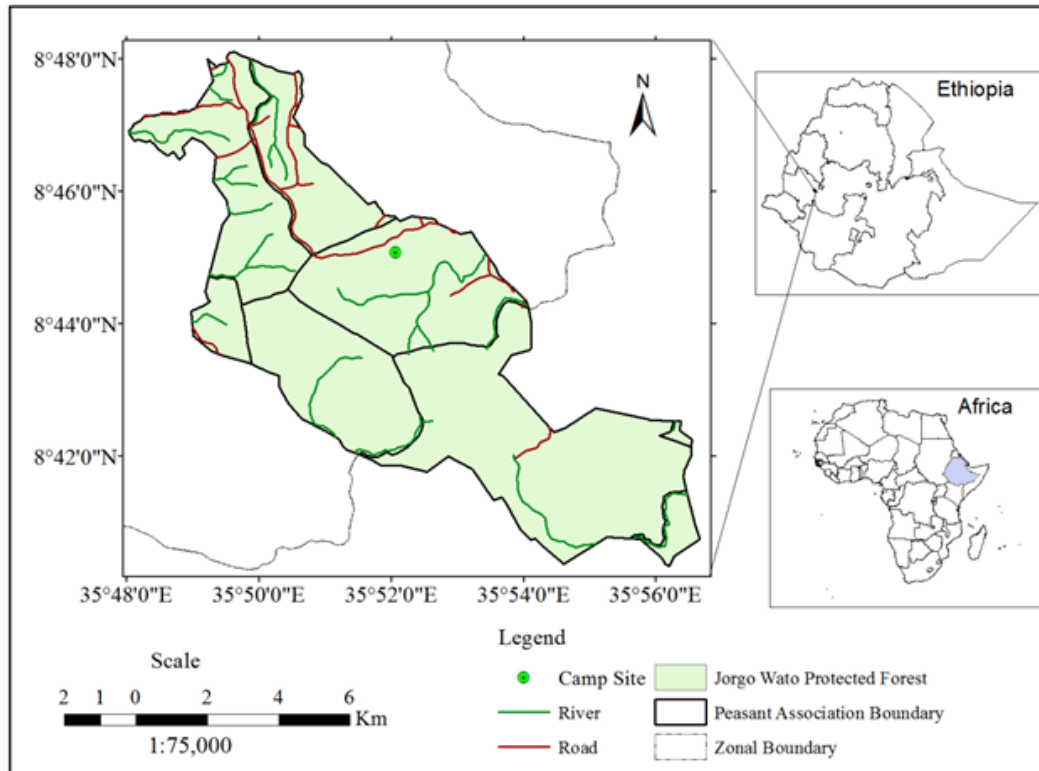 8°48'0"N
8°46'0"N
8°44'0"N
8°42'0"N
N
35°48'0"E 35°50'0"E 35°52'0"E 35°54'0"E 35°56'0"E
Ethiopia
Africa
Scale
2 1 0 2 4 6
Km
1:75,000
Legend
Camp Site
River
Road
Jorgo Wato Protected Forest
Peasant Association Boundary
Zonal Boundary